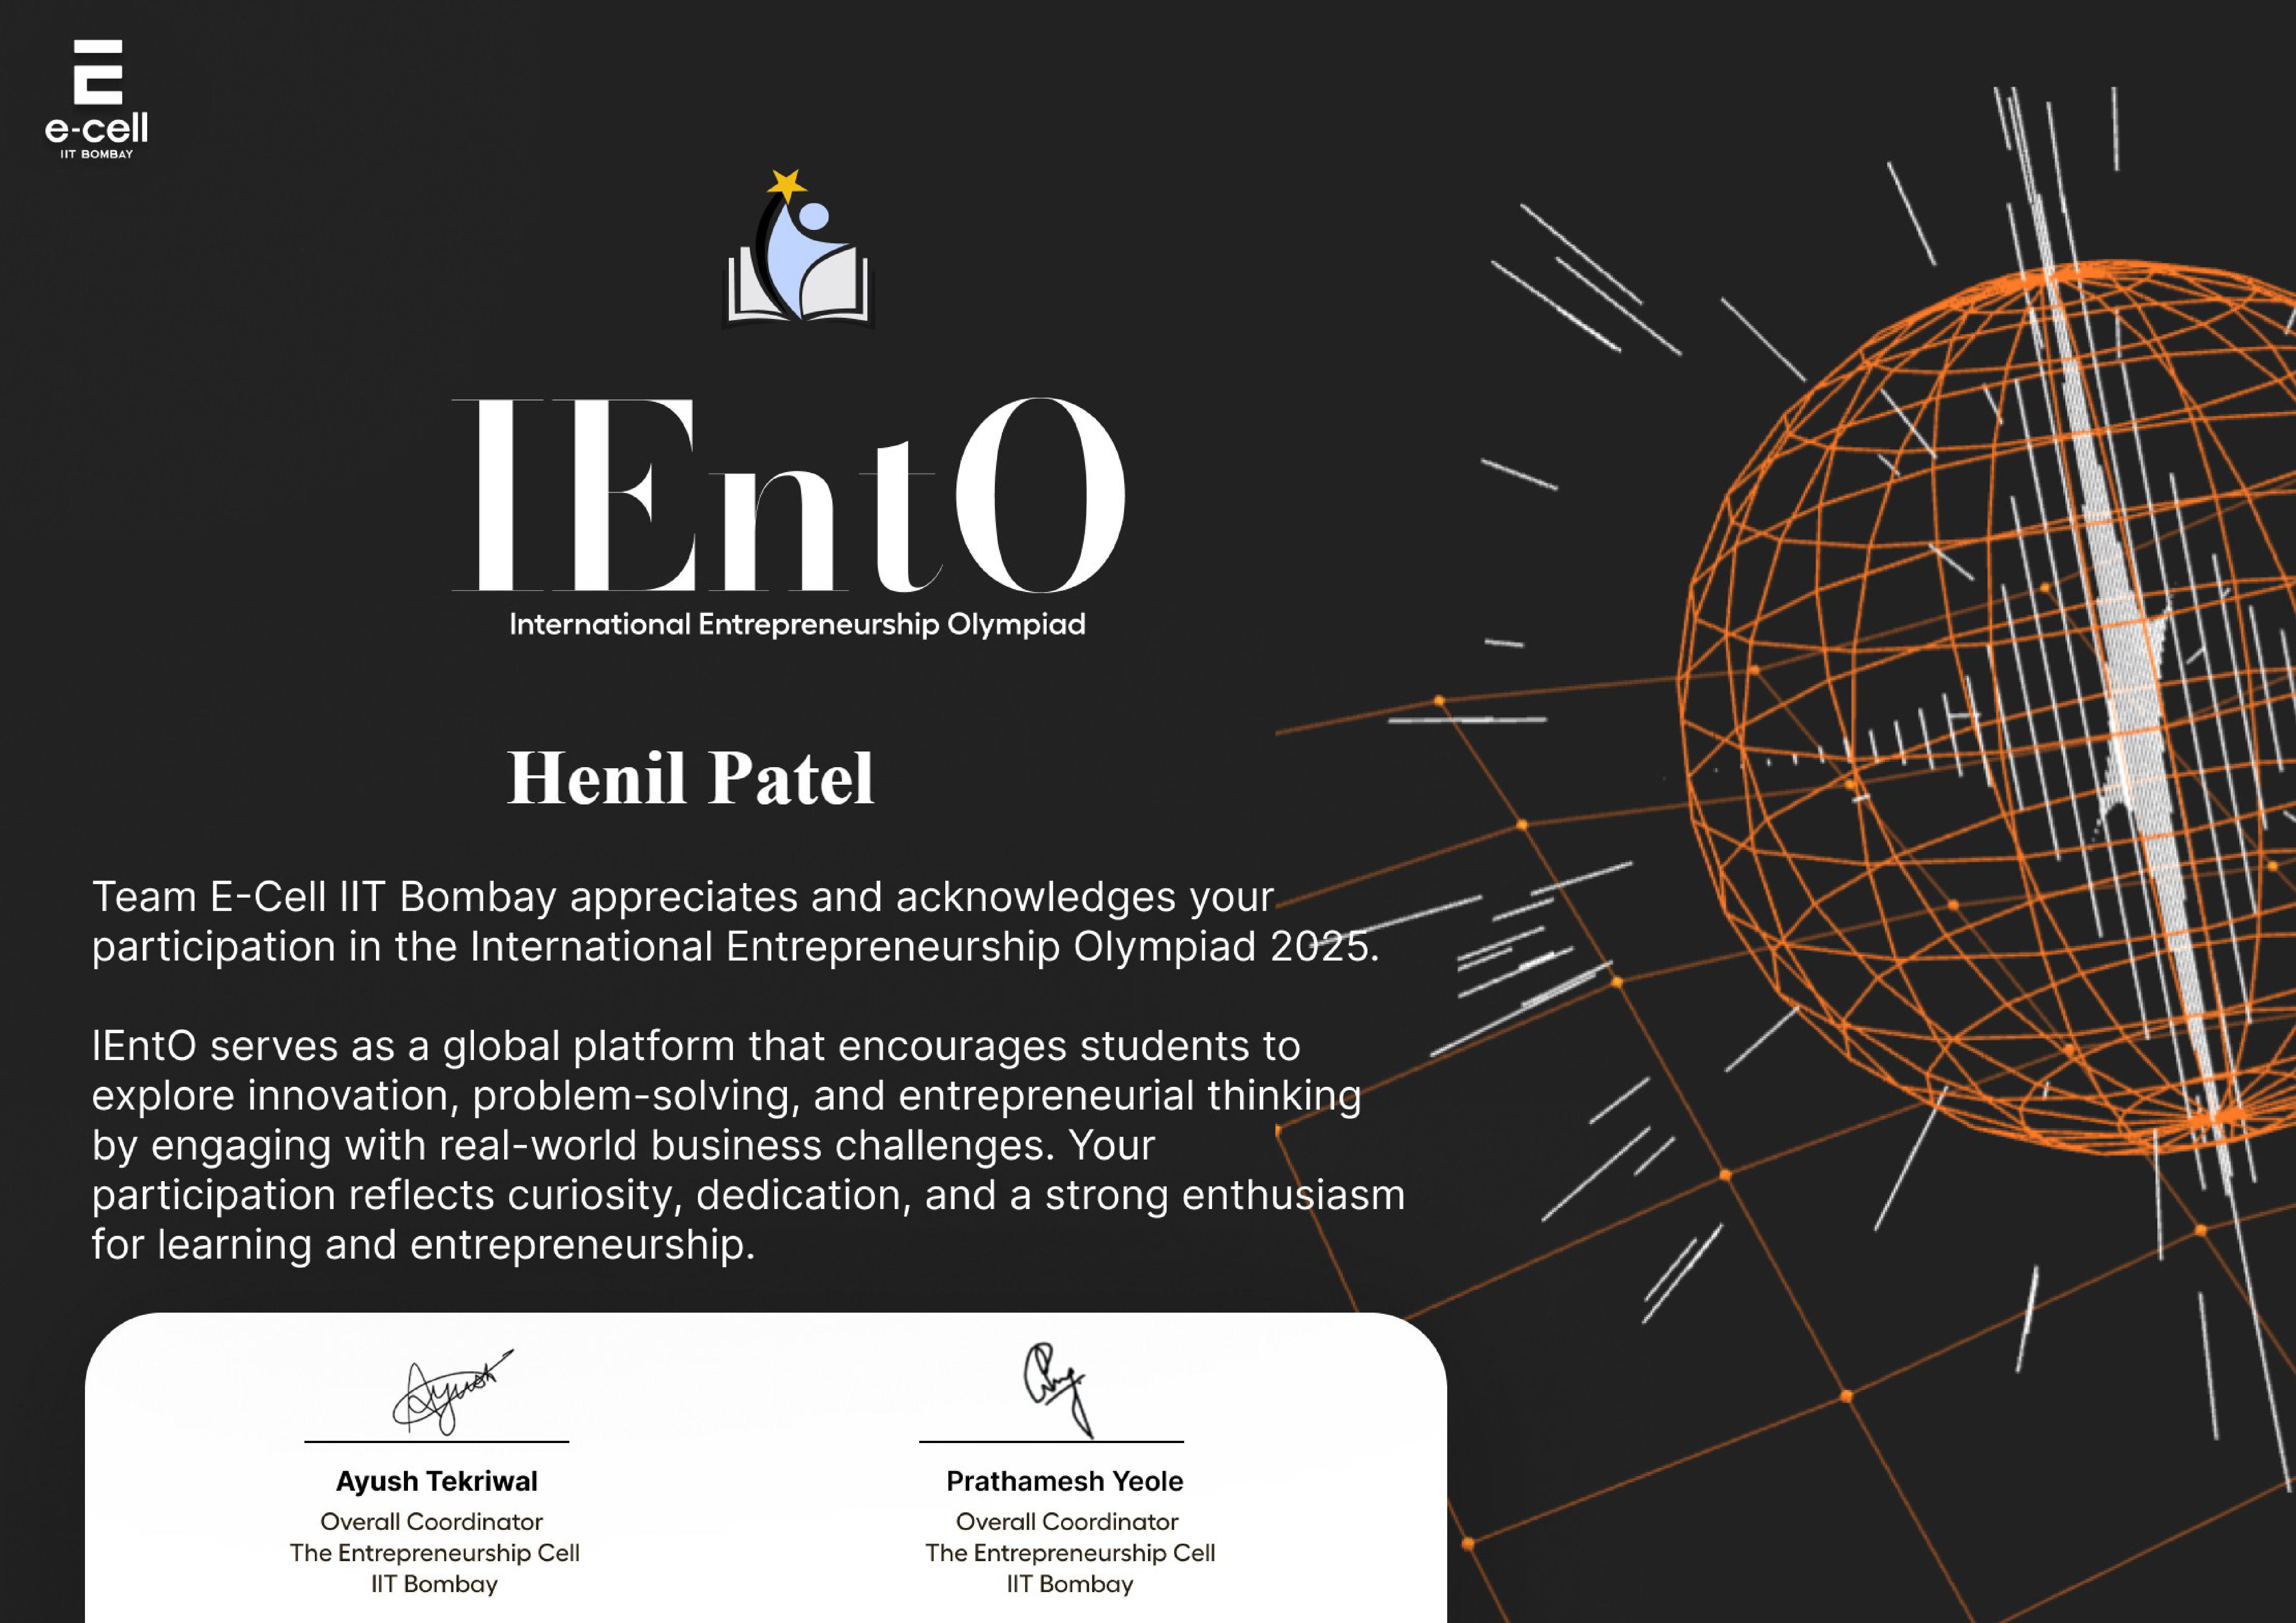 e-cell
IIT BOMBAY
IEntO
International Entrepreneurship Olympiad
Henil Patel
Team E-Cell IIT Bombay appreciates and acknowledges your
participation in the International Entrepreneurship Olympiad 2025.
IEntO serves as a global platform that encourages students to
explore innovation, problem-solving, and entrepreneurial thinking
by engaging with real-world business challenges. Your
participation reflects curiosity, dedication, and a strong enthusiasm
for learning and entrepreneurship.
Ayush
Ayush Tekriwal
Overall Coordinator
The Entrepreneurship Cell
IIT Bombay
Prathamesh Yeole
Overall Coordinator
The Entrepreneurship Cell
IIT Bombay